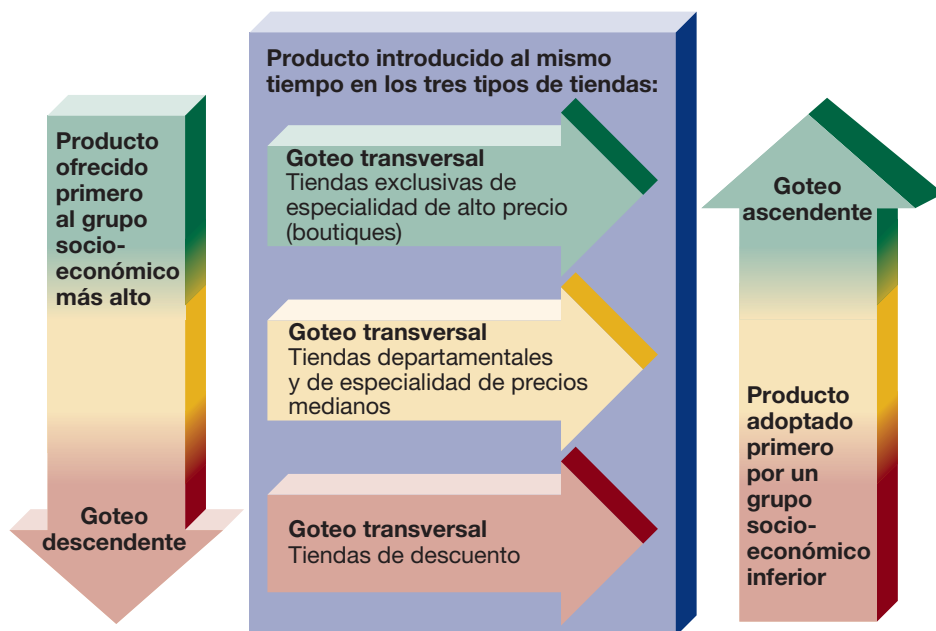 Producto
ofrecido
primero
al grupo
socio-
económico
más alto
Goteo
descendente
Producto introducido al mismo
tiempo en los tres tipos de tiendas:
Goteo transversal
Tiendas exclusivas de
especialidad de alto precio
(boutiques)
Goteo transversal
Tiendas departamentales
y de especialidad de precios
medianos
Goteo transversal
Tiendas de descuento
Goteo
ascendente
Producto
adoptado
primero
por un
grupo
socio-
económico
inferior